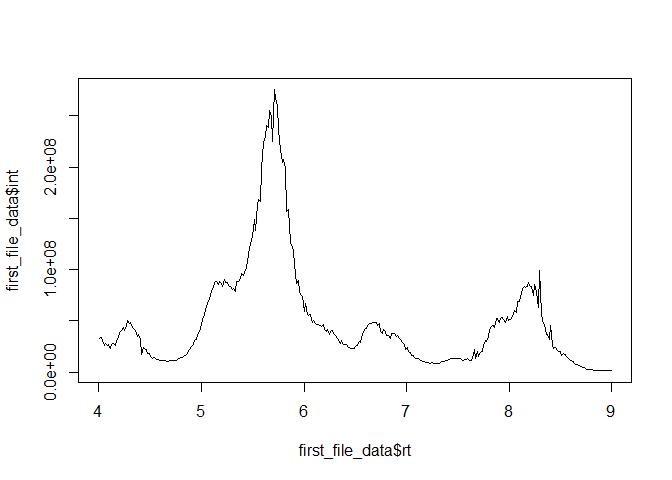 first_file_data$int
2.0e+08
1.0e+08
0.0e+00
4 5 6 7 8 9
first_file_data$rt